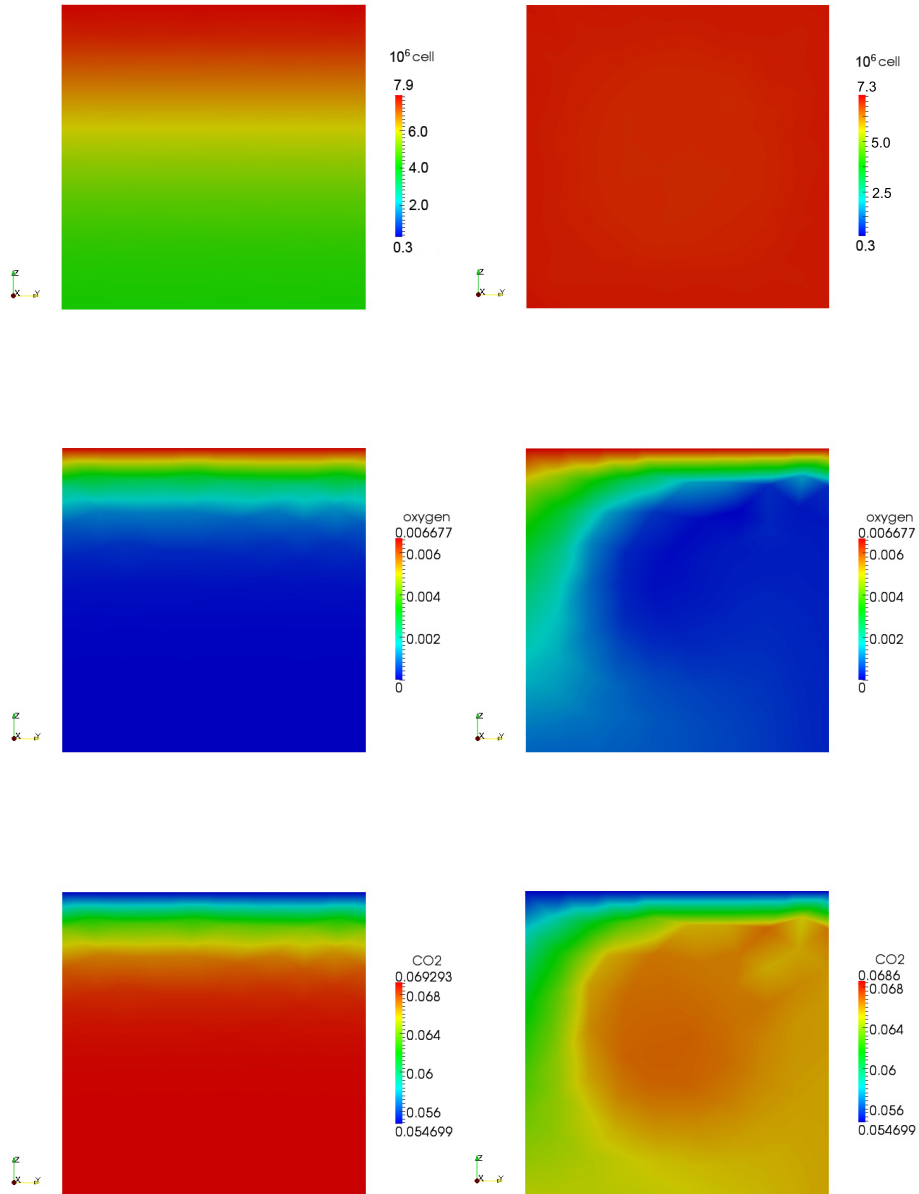 10⁶ cell
7.9
6.0
4.0
2.0
0.3
Z
X Y
10⁶ cell
7.3
5.0
2.5
0.3
Z
X Y
oxygen
0.006677
0.006
0.004
0.002
0
Z
X Y
oxygen
0.006677
0.006
0.004
0.002
0
Z
X Y
CO2
0.069293
0.068
0.064
0.06
0.056
0.054699
Z
X Y
CO2
0.0686
0.068
0.064
0.06
0.056
0.054699
Z
X Y